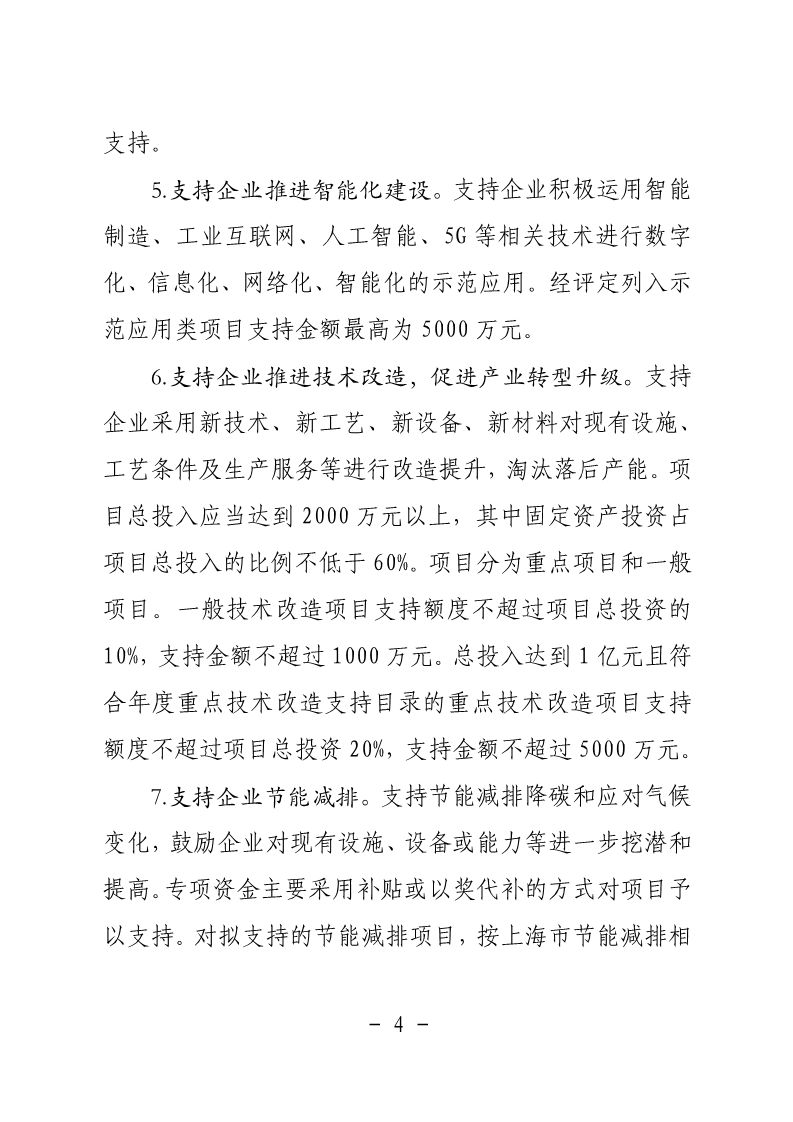 支持。
5.支持企业推进智能化建设。支持企业积极运用智能
制造、工业互联网、人工智能、5G 等相关技术进行数字
化、信息化、网络化、智能化的示范应用。经评定列入示
范应用类项目支持金额最高为 5000 万元。
6.支持企业推进技术改造，促进产业转型升级。支持
企业采用新技术、新工艺、新设备、新材料对现有设施、
工艺条件及生产服务等进行改造提升，淘汰落后产能。项
目总投入应当达到 2000 万元以上，其中固定资产投资占
项目总投入的比例不低于 60%。项目分为重点项目和一般
项目。一般技术改造项目支持额度不超过项目总投资的
10%，支持金额不超过 1000 万元。总投入达到 1 亿元且符
合年度重点技术改造支持目录的重点技术改造项目支持
额度不超过项目总投资 20%，支持金额不超过 5000 万元。
7.支持企业节能减排。支持节能减排降碳和应对气候
变化，鼓励企业对现有设施、设备或能力等进一步挖潜和
提高。专项资金主要采用补贴或以奖代补的方式对项目予
以支持。对拟支持的节能减排项目，按上海市节能减排相
- 4 -